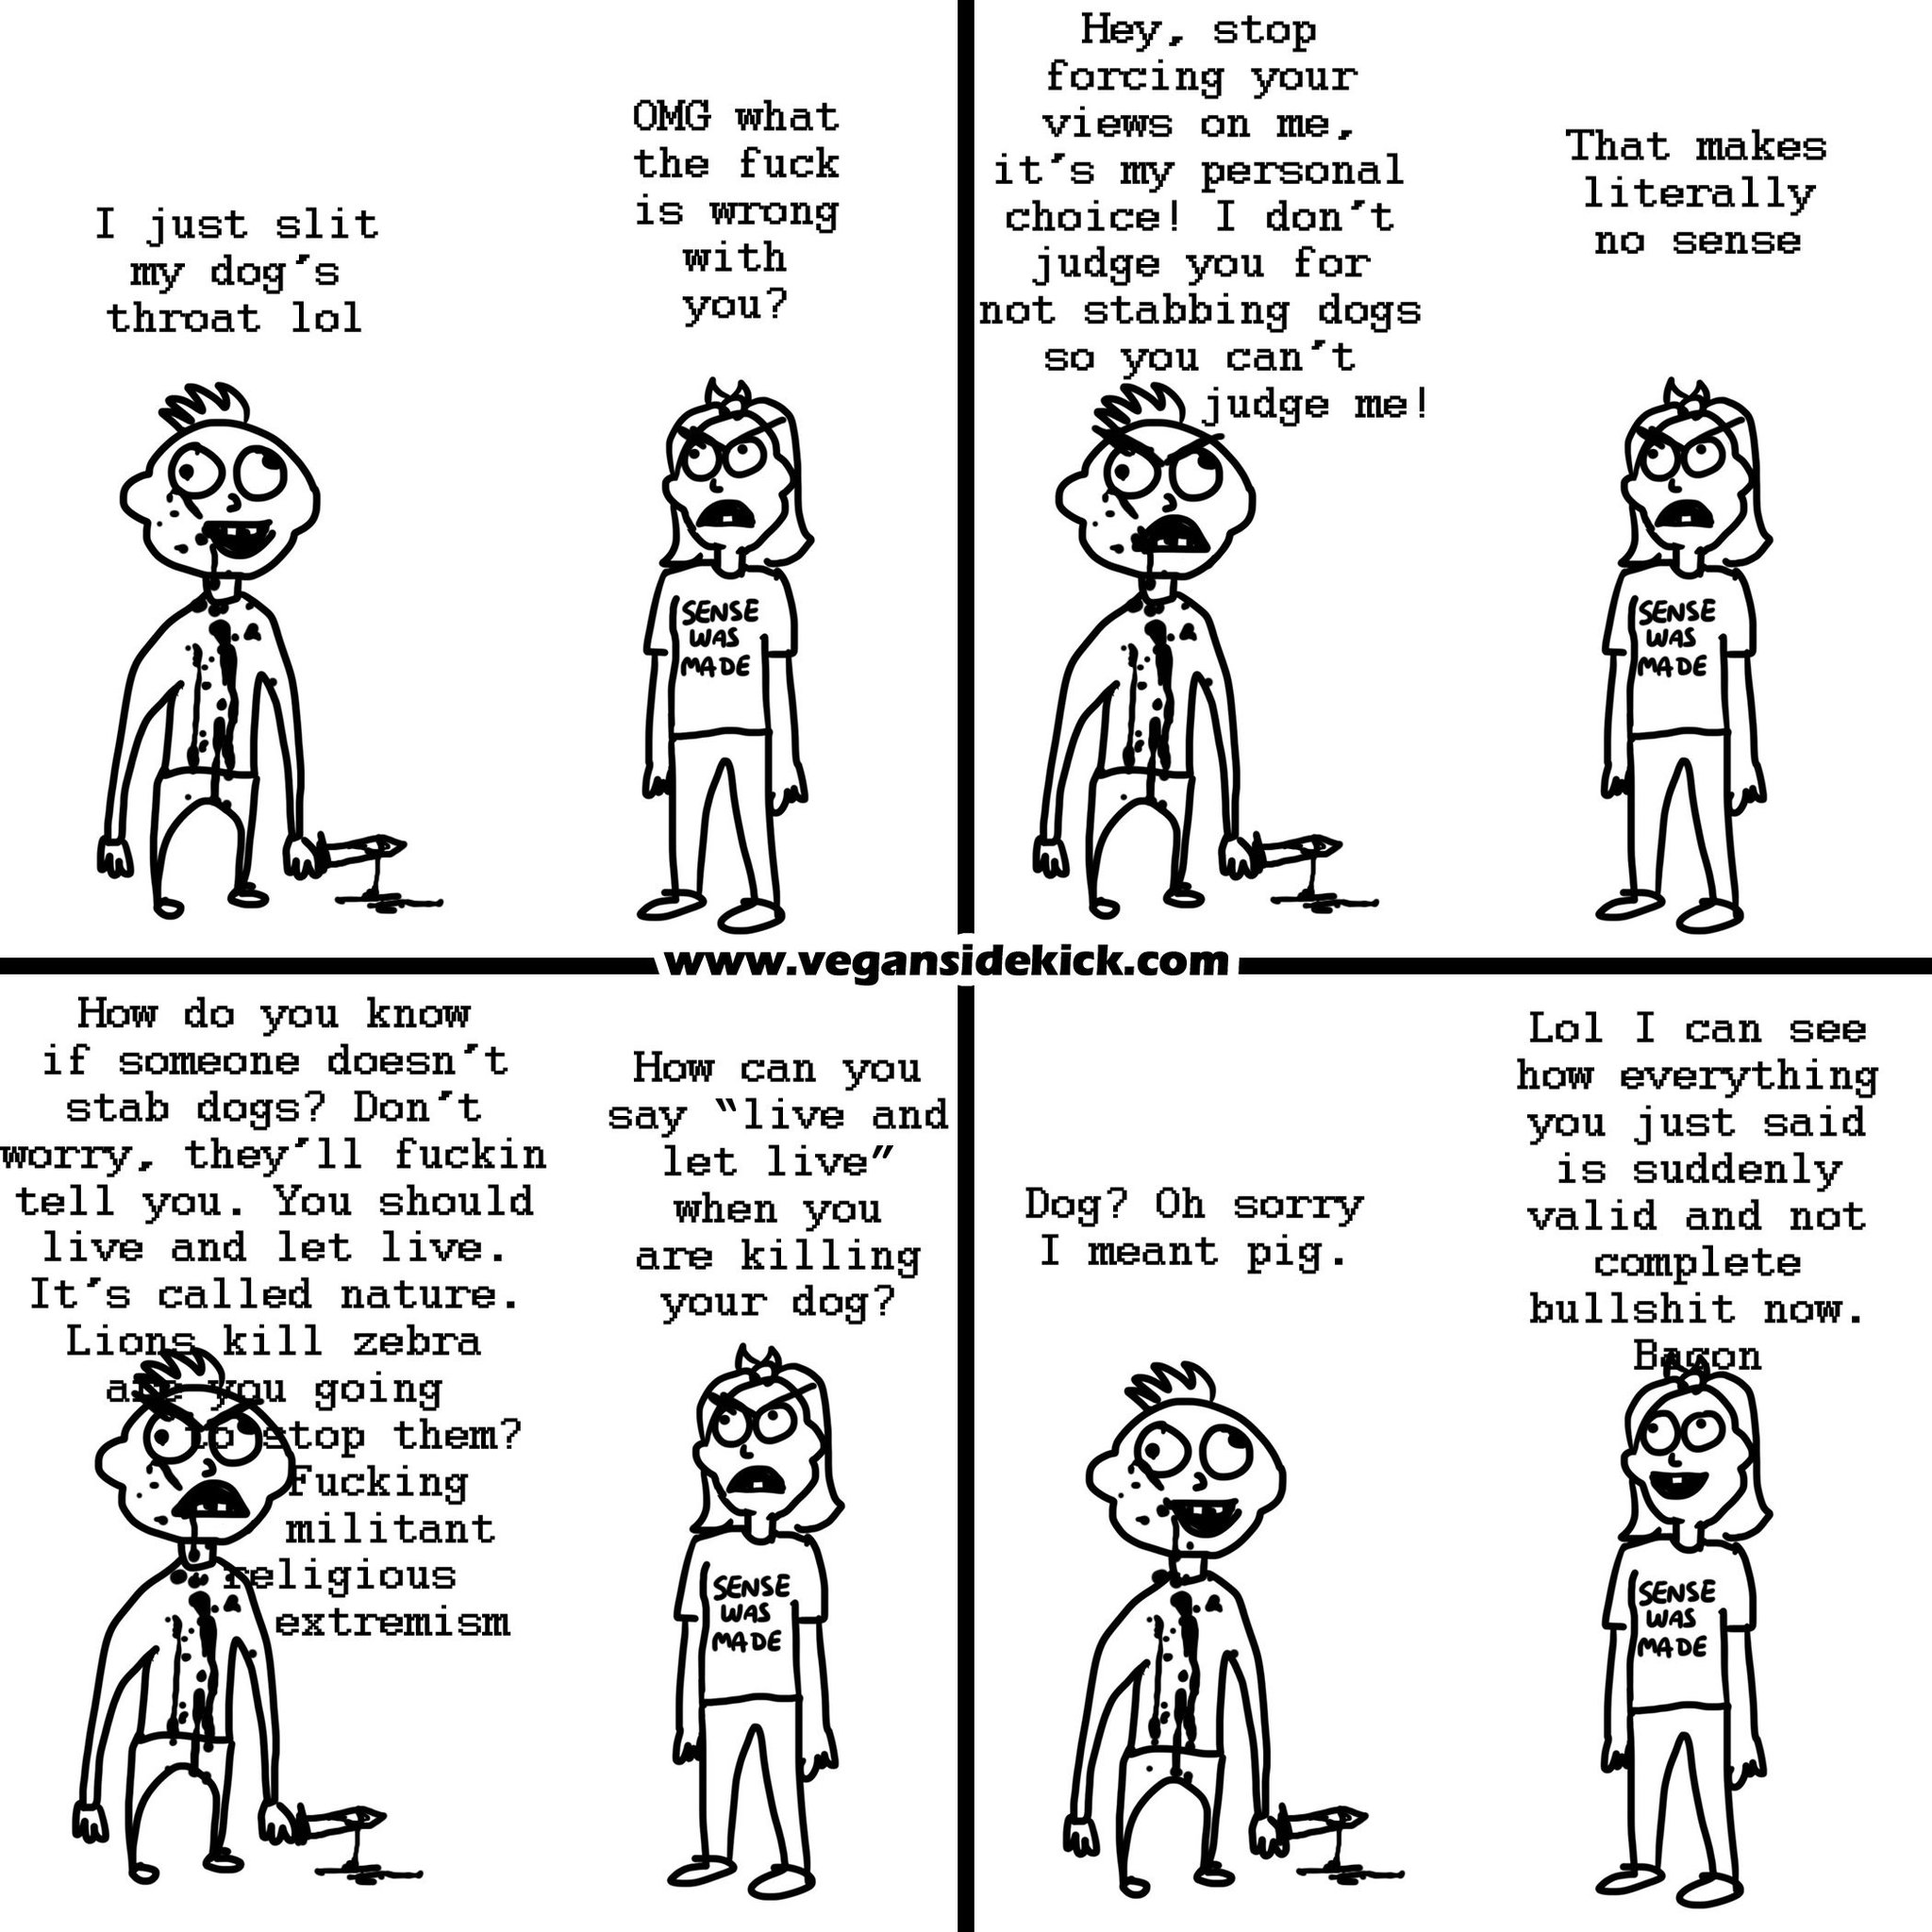 I just slit
my dog's
throat lol
OMG what
the fuck
is wrong
with
you?
SENSE
WAS
MADE
Hey, stop
forcing your
views on me,
it's my personal
choice! I don't
judge you for
not stabbing dogs
so you can't
judge me!
That makes
literally
no sense
SENSE
WAS
MADE
www.vegansidekick.com
How do you know
if someone doesn't
stab dogs? Don't
worry, they'll fuckin
tell you. You should
live and let live.
It's called nature.
Lions kill zebra
are you going
to stop them?
Fucking
militant
religious
extremism
How can you
say "live and
let live"
when you
are killing
your dog?
SENSE
WAS
MADE
Dog? Oh sorry
I meant pig.
Lol I can see
how everything
you just said
is suddenly
valid and not
complete
bullshit now.
Bacon
SENSE
WAS
MADE